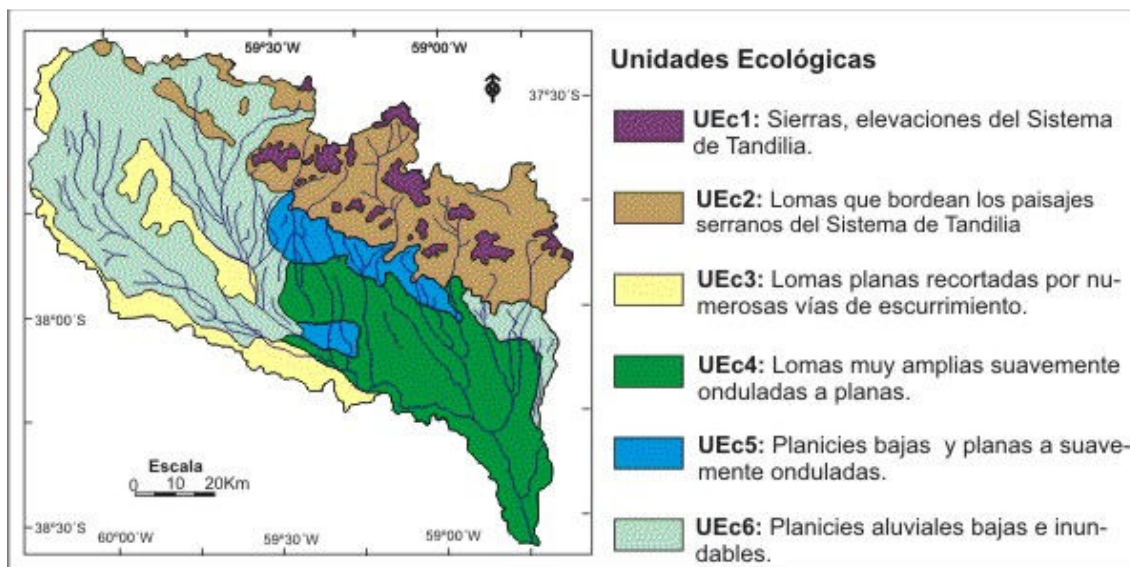 59°30´W
59°00´W
37°30´S
38°00´S
38°30´S
Escala
0 10 20Km
60°00´W
59°30´W
59°00´W
Unidades Ecológicas
UEc1: Sierras, elevaciones del Sistema
de Tandilia.
UEc2: Lomas que bordean los paisajes
serranos del Sistema de Tandilia
UEc3: Lomas planas recortadas por nu-
merosas vías de escurrimiento.
UEc4: Lomas muy amplias suavemente
onduladas a planas.
UEc5: Planicies bajas y planas a suave-
mente onduladas.
UEc6: Planicies aluviales bajas e inun-
dables.